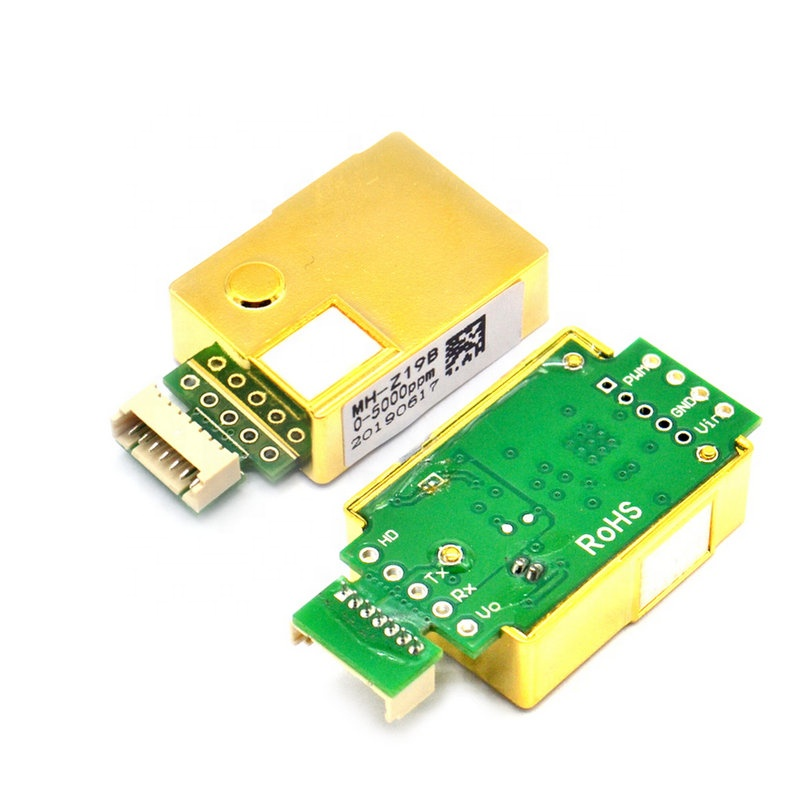 MH-Z19B
0-5000ppm
20190617
PWM
GND
Vin
RoHS
HD
Tx
Rx
Vo